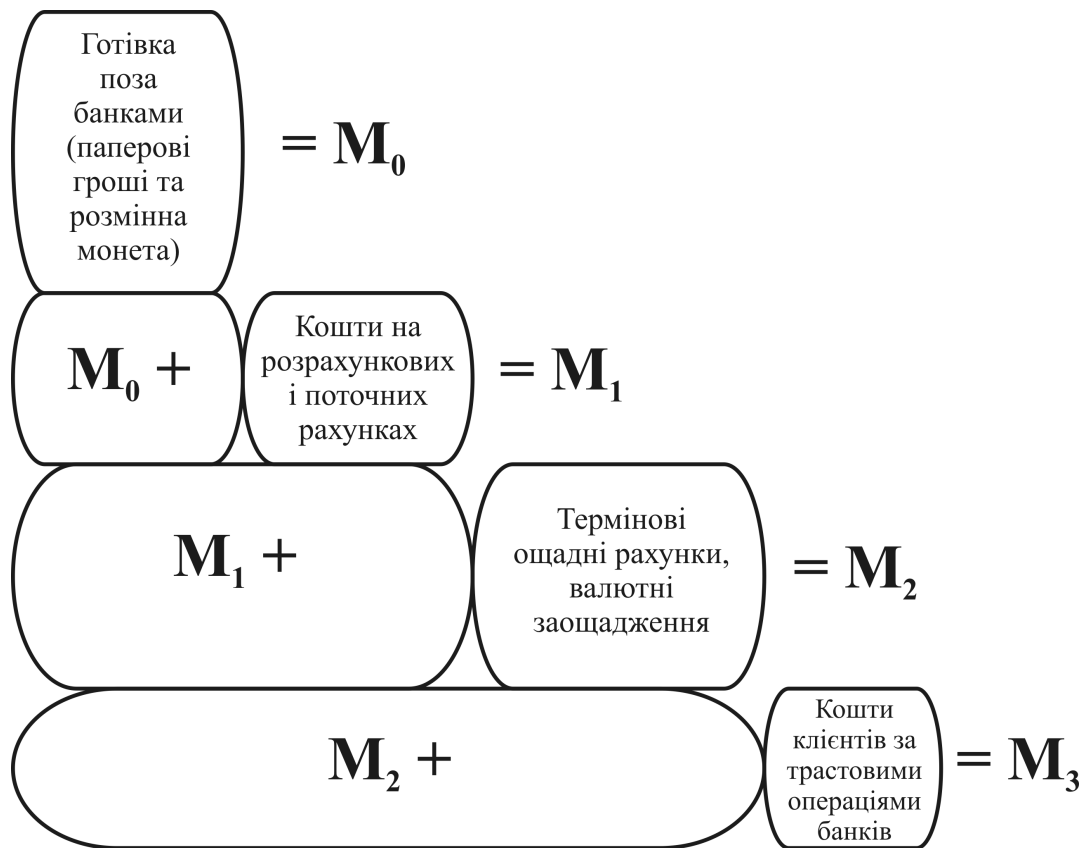 Готівка
поза
банками
(паперові
гроші та
розмінна
монета)
= M₀
M₀ +
Кошти на
розрахункових
і поточних
рахунках
= M₁
M₁ +
Термінові
ощадні рахунки,
валютні
заощадження
= M₂
M₂ +
Кошти
клієнтів за
трастовими
операціями
банків
= M₃